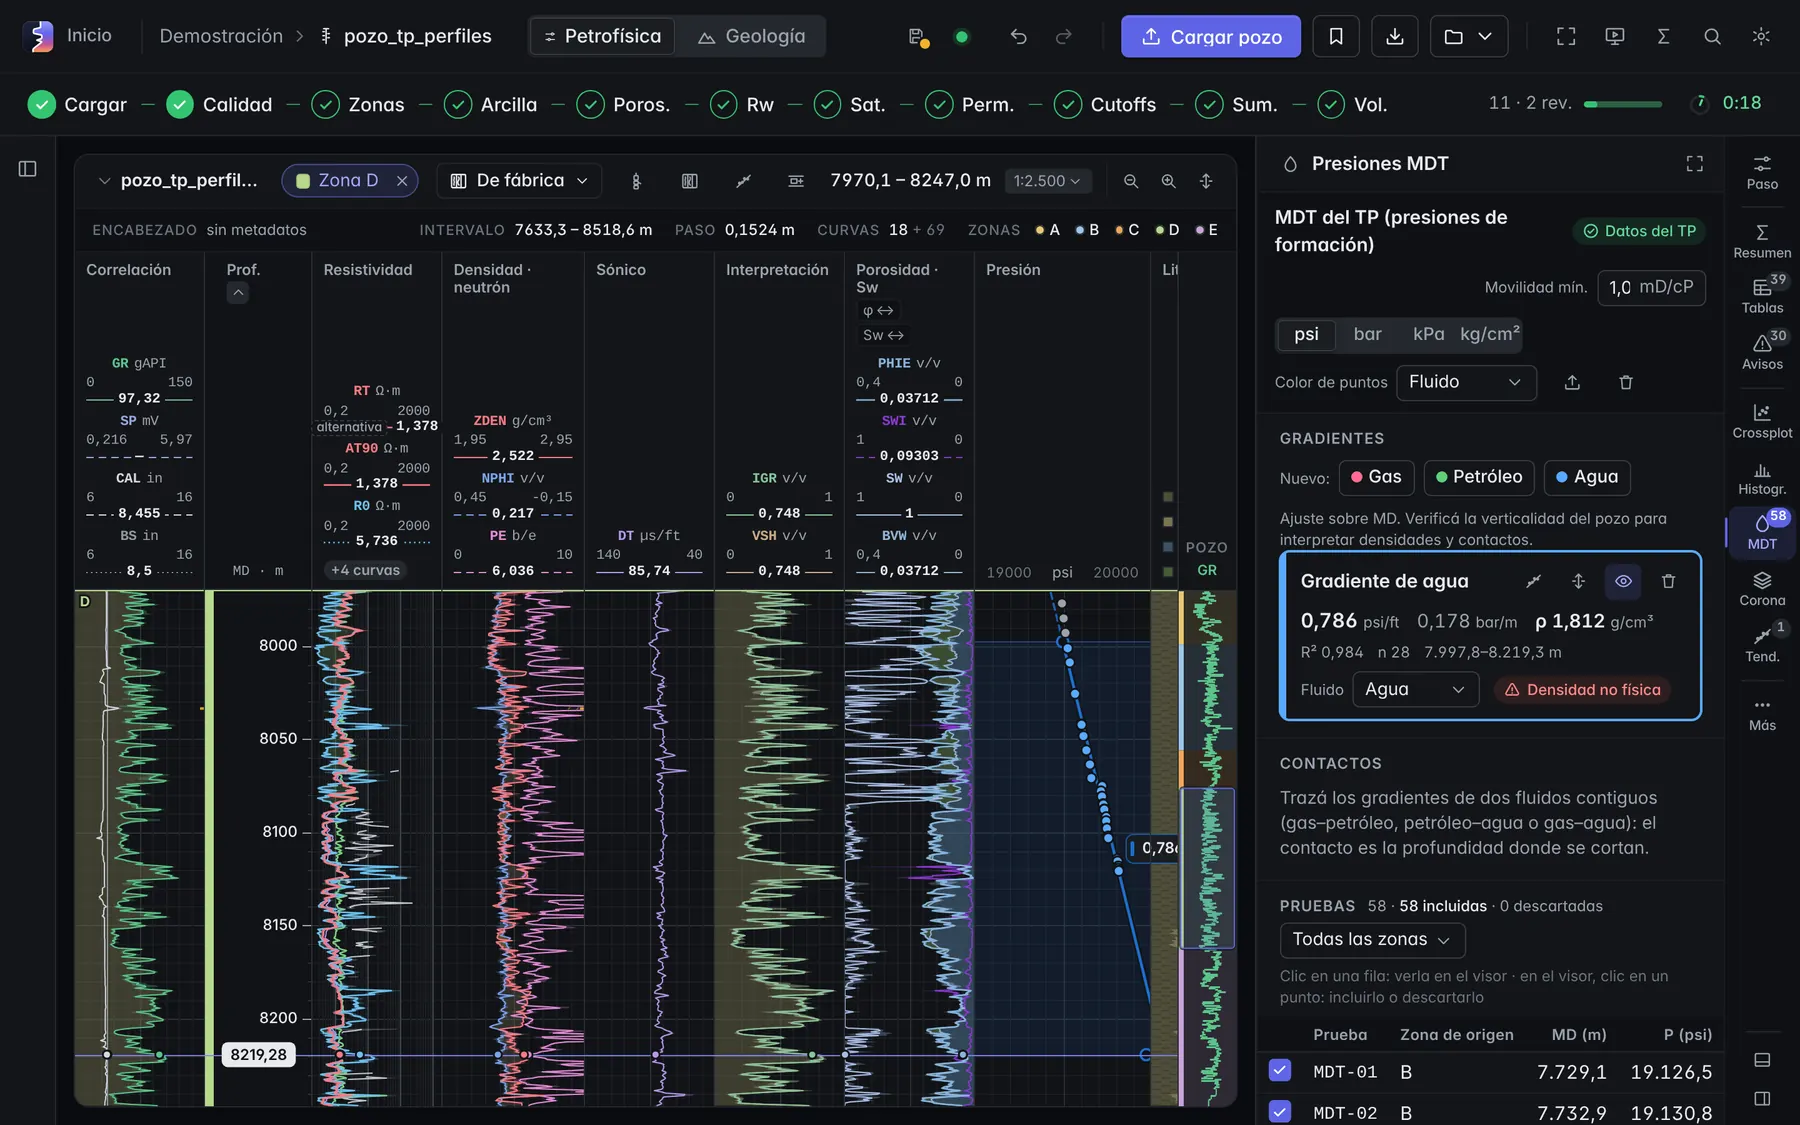 Inicio
Demostración
pozo_tp_perfiles
Petrofísica
Geología
Cargar pozo
Cargar
Calidad
Zonas
Arcilla
Poros.
Rw
Sat.
Perm.
Cutoffs
Sum.
Vol.
11 · 2 rev.
0:18
pozo_tp_perfil...
Zona D
De fábrica
7970,1 – 8247,0 m
1:2.500
ENCABEZADO sin metadatos
INTERVALO 7633,3 – 8518,6 m
PASO 0,1524 m
CURVAS 18 + 69
ZONAS A B C D E
Correlación
Prof.
Resistividad
Densidad · neutrón
Sónico
Interpretación
Porosidad · Sw
Presión
φ
Sw
GR gAPI
0 150
97,32
SP mV
0,216 5,97
CAL in
6 16
8,455
BS in
6 16
8,5
MD · m
RT Ω·m
0,2 2000
alternativa 1,378
AT90 Ω·m
0,2 2000
1,378
R0 Ω·m
0,2 2000
5,736
+4 curvas
ZDEN g/cm³
1,95 2,95
2,522
NPHI v/v
0,45 -0,15
0,217
PE b/e
0 10
6,036
DT µs/ft
140 40
85,74
IGR v/v
0 1
0,748
VSH v/v
0 1
0,748
PHIE v/v
0,4 0
0,03712
SWI v/v
1 0
0,09303
SW v/v
1 0
1
BVW v/v
0,4 0
0,03712
19000 psi 20000
POZO
GR
D
8000
8050
8100
8150
8200
8219,28
Presiones MDT
MDT del TP (presiones de
formación)
Datos del TP
Movilidad mín. 1,0 mD/cP
psi bar kPa kg/cm²
Color de puntos Fluido
GRADIENTES
Nuevo: Gas Petróleo Agua
Ajuste sobre MD. Verificá la verticalidad del pozo para
interpretar densidades y contactos.
Gradiente de agua
0,786 psi/ft 0,178 bar/m ρ 1,812 g/cm³
R² 0,984 n 28 7.997,8–8.219,3 m
Fluido Agua Densidad no física
CONTACTOS
Trazá los gradientes de dos fluidos contiguos
(gas–petróleo, petróleo–agua o gas–agua): el
contacto es la profundidad donde se cortan.
PRUEBAS 58 · 58 incluidas · 0 descartadas
Todas las zonas
Clic en una fila: verla en el visor · en el visor, clic en un
punto: incluirlo o descartarlo
Prueba Zona de origen MD (m) P (psi)
MDT-01 B 7.729,1 19.126,5
MDT-02 B 7.732,9 19.130,8
Paso
Resumen
39
Tablas
30
Avisos
Crossplot
Histogr.
58
MDT
Corona
1
Tend.
Más